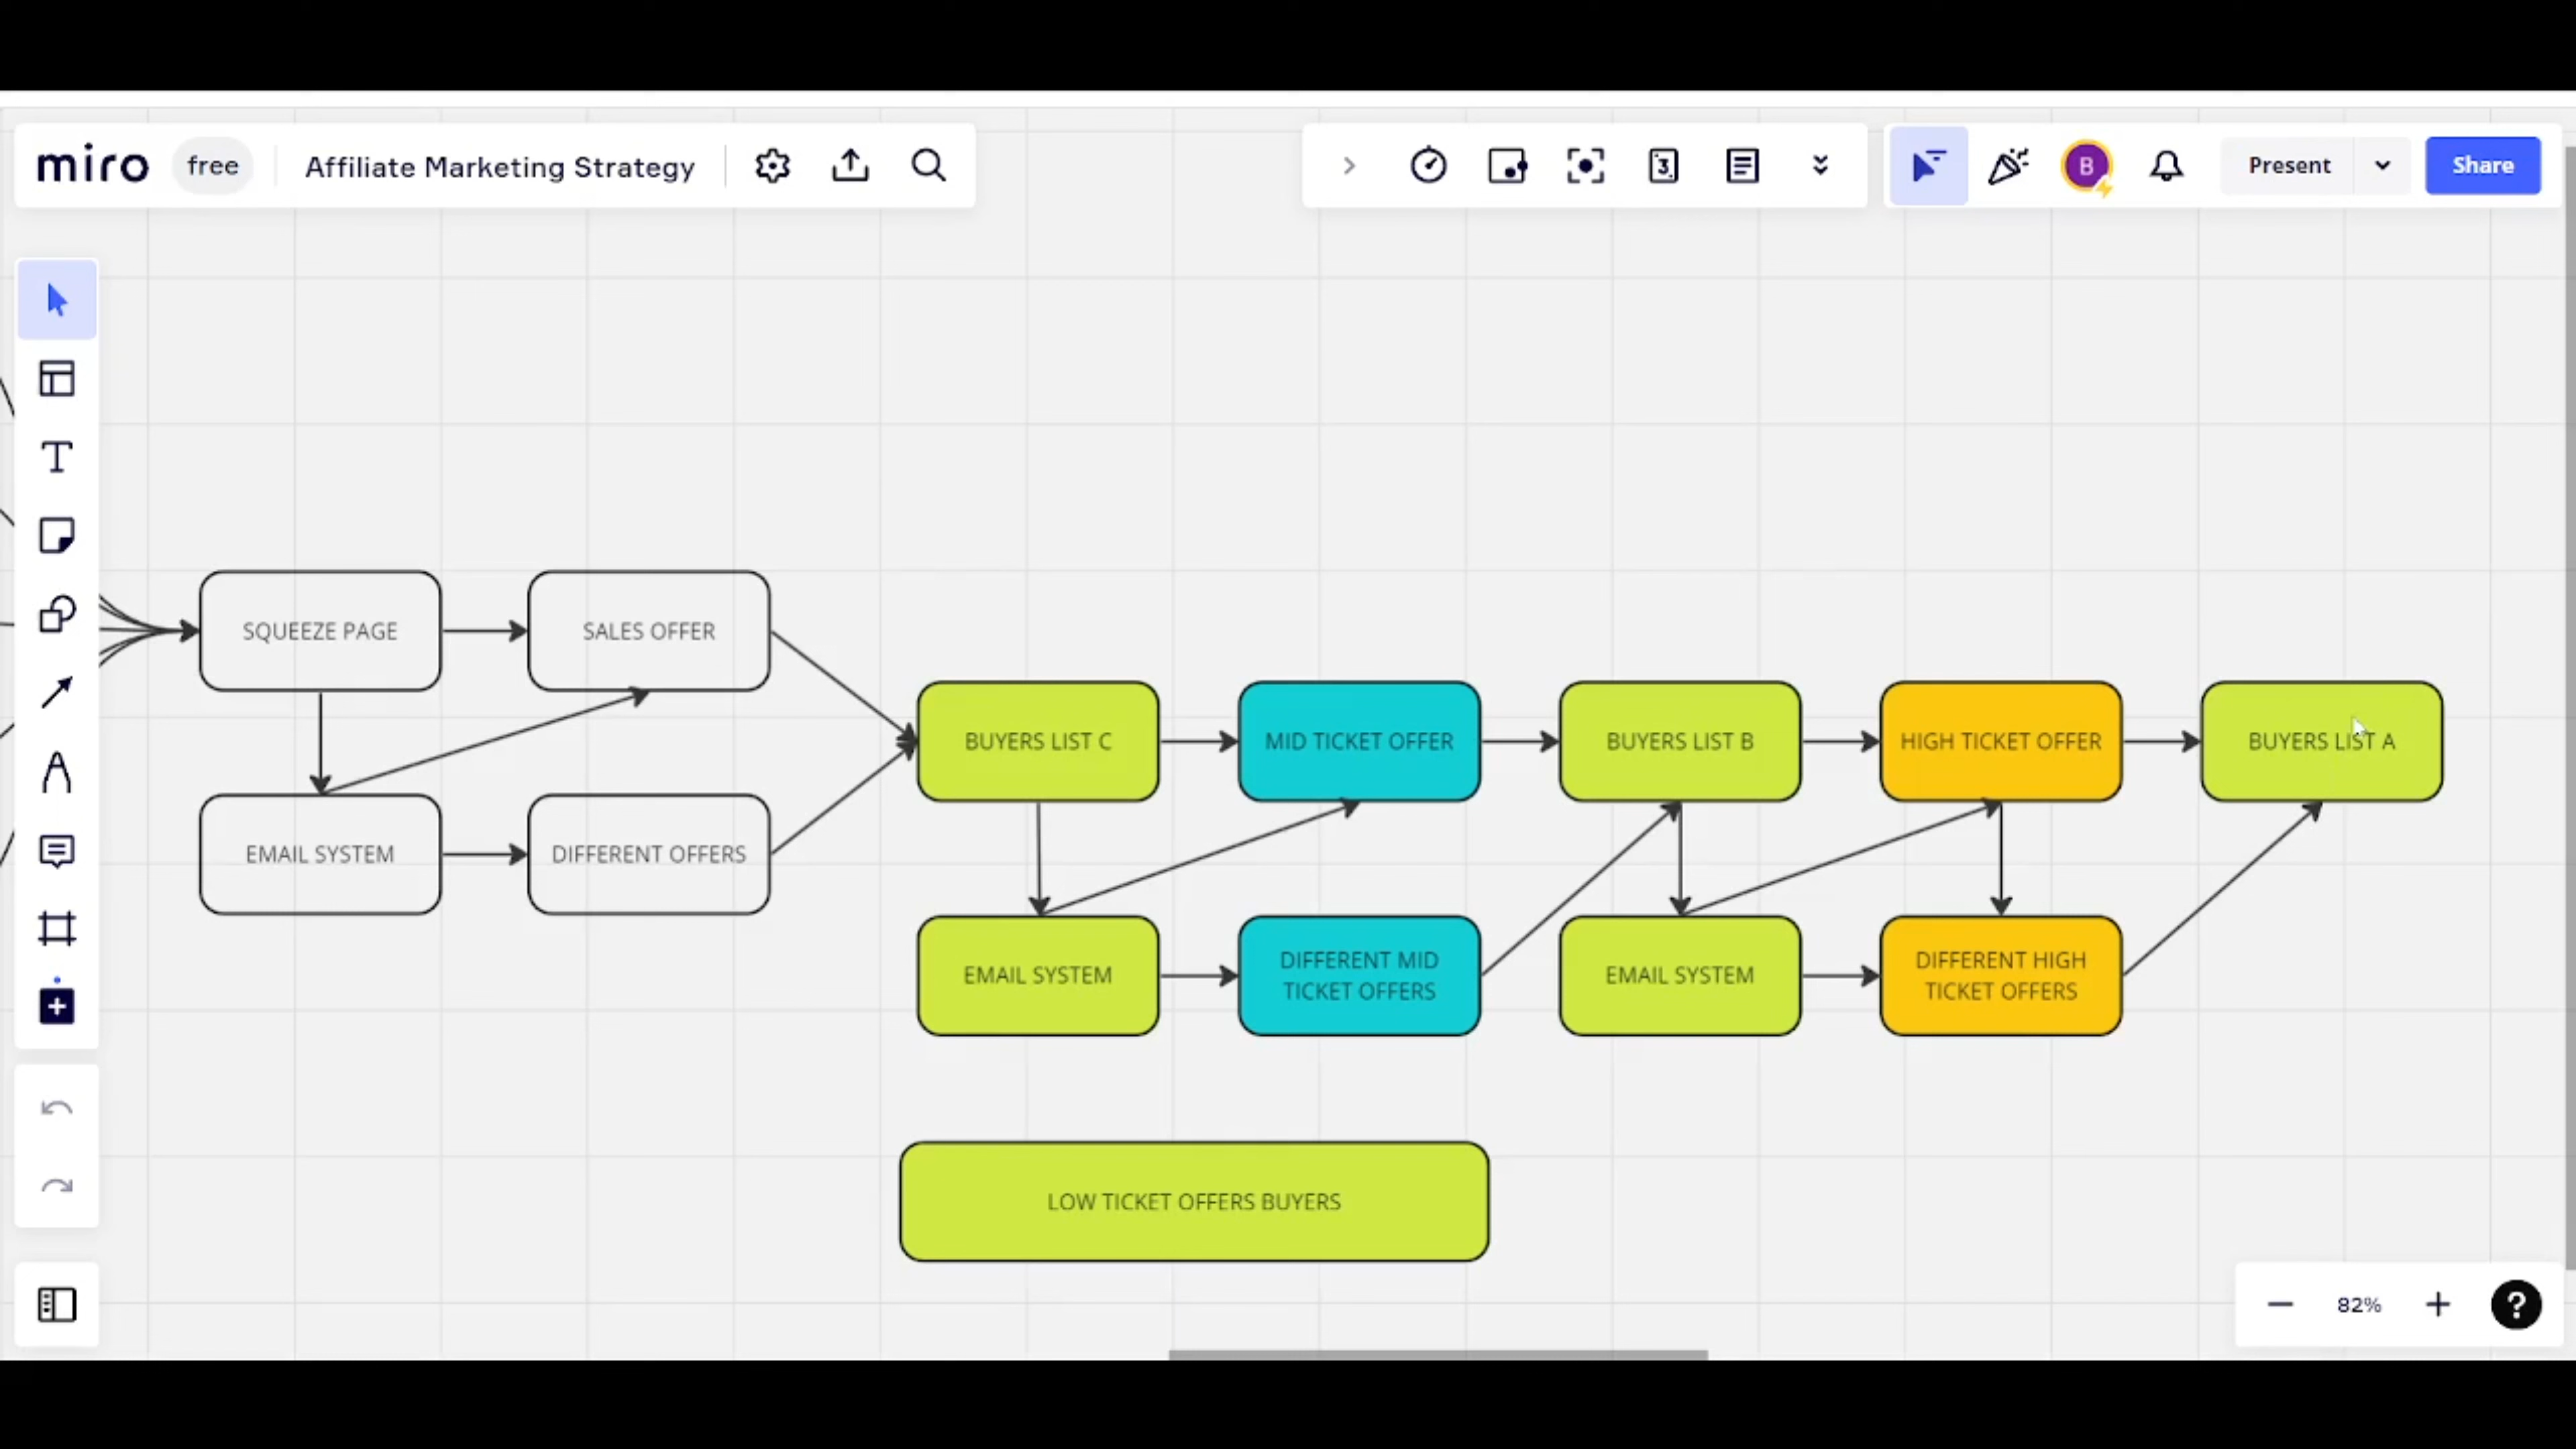 miro
free
Affiliate Marketing Strategy
3
B
Present
Share
SQUEEZE PAGE
SALES OFFER
BUYERS LIST C
MID TICKET OFFER
BUYERS LIST B
HIGH TICKET OFFER
BUYERS LIST A
EMAIL SYSTEM
DIFFERENT OFFERS
EMAIL SYSTEM
DIFFERENT MID
TICKET OFFERS
EMAIL SYSTEM
DIFFERENT HIGH
TICKET OFFERS
LOW TICKET OFFERS BUYERS
82%